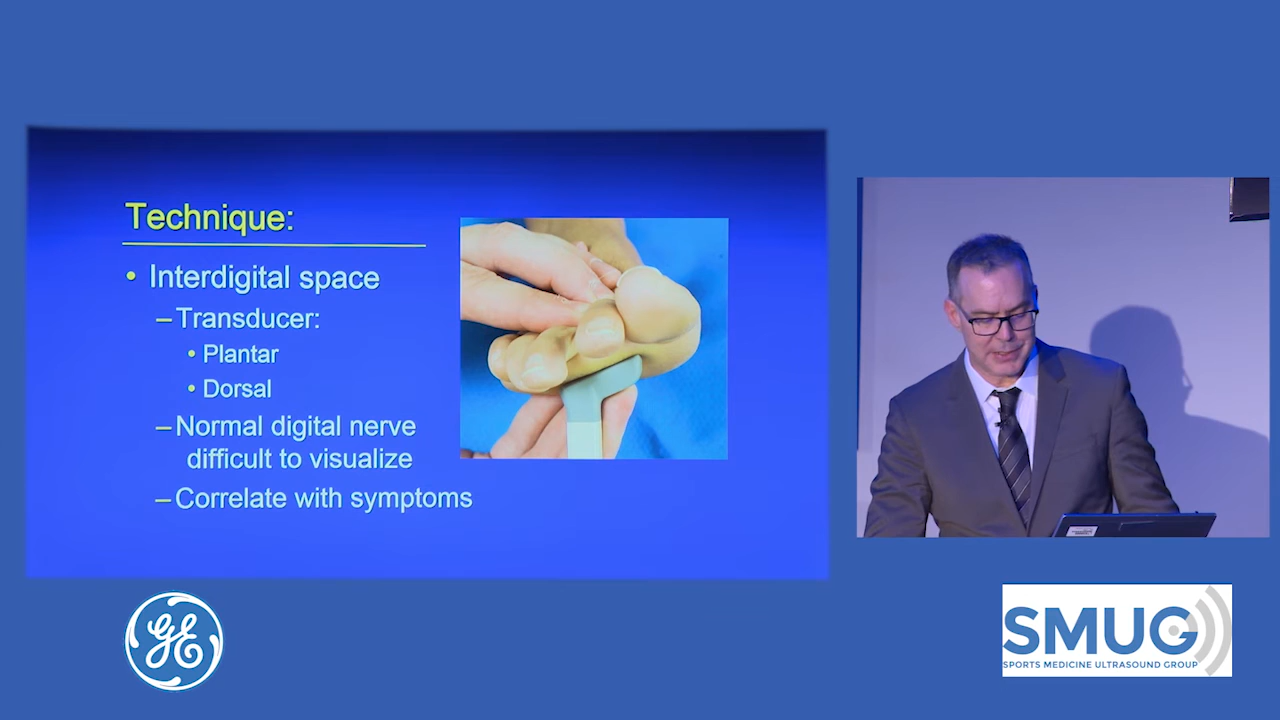 Technique:
• Interdigital space
–Transducer:
• Plantar
• Dorsal
–Normal digital nerve
difficult to visualize
–Correlate with symptoms
GE
SMUG
SPORTS MEDICINE ULTRASOUND GROUP